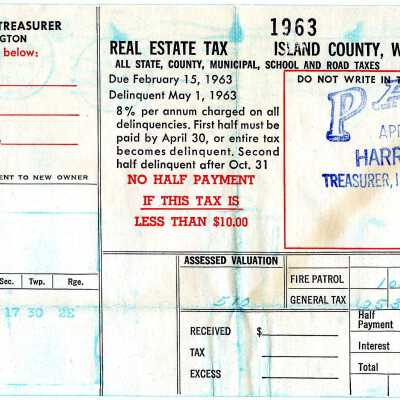 TREASURER
NGTON
below:
ENT TO NEW OWNER
Sec. Twp. Rge.
17 30 2E
1963
REAL ESTATE TAX ISLAND COUNTY, W
ALL STATE, COUNTY, MUNICIPAL, SCHOOL AND ROAD TAXES
Due February 15, 1963
Delinquent May 1, 1963
8% per annum charged on all
delinquencies. First half must be
paid by April 30, or entire tax
becomes delinquent. Second
half delinquent after Oct. 31
NO HALF PAYMENT
IF THIS TAX IS
LESS THAN $10.00
DO NOT WRITE IN T
PA
APR
HARR
TREASURER, I
ASSESSED VALUATION
FIRE PATROL
510 GENERAL TAX
RECEIVED $
TAX
EXCESS
Half
Payment
Interest
Total